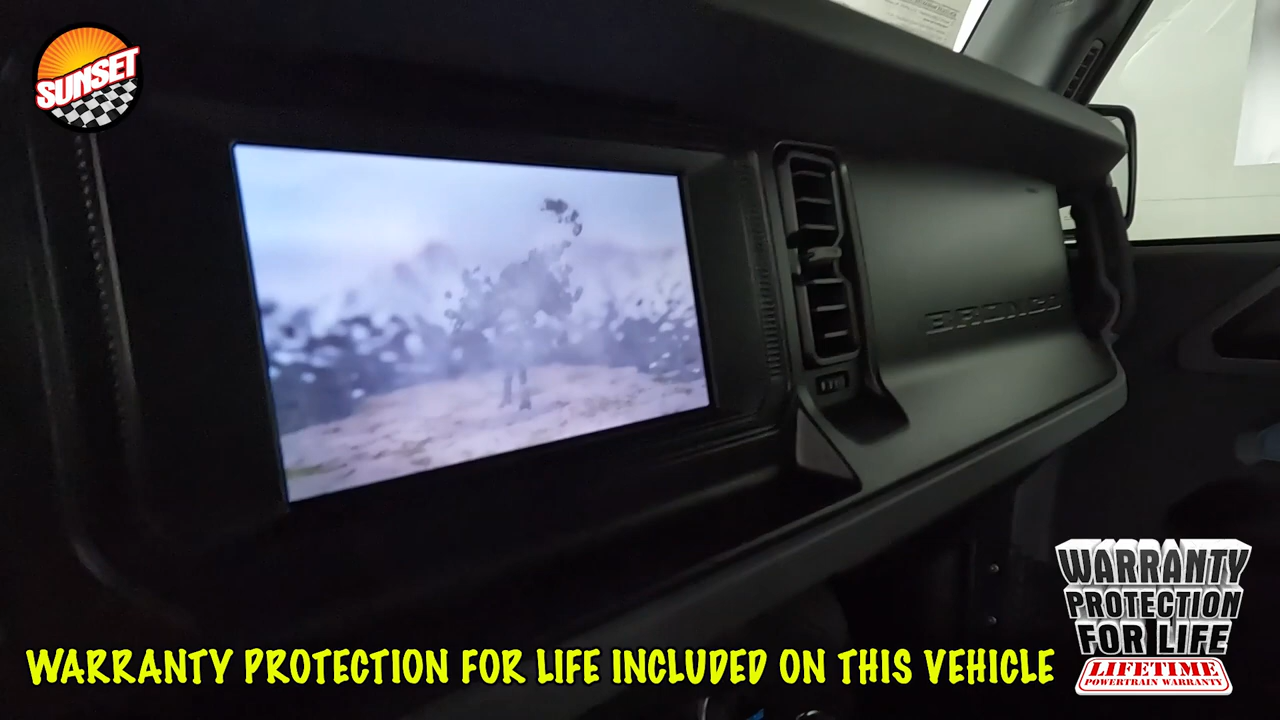 SUNSET
BRONCO
WARRANTY
PROTECTION
FOR LIFE
LIFETIME
POWERTRAIN WARRANTY
WARRANTY PROTECTION FOR LIFE INCLUDED ON THIS VEHICLE